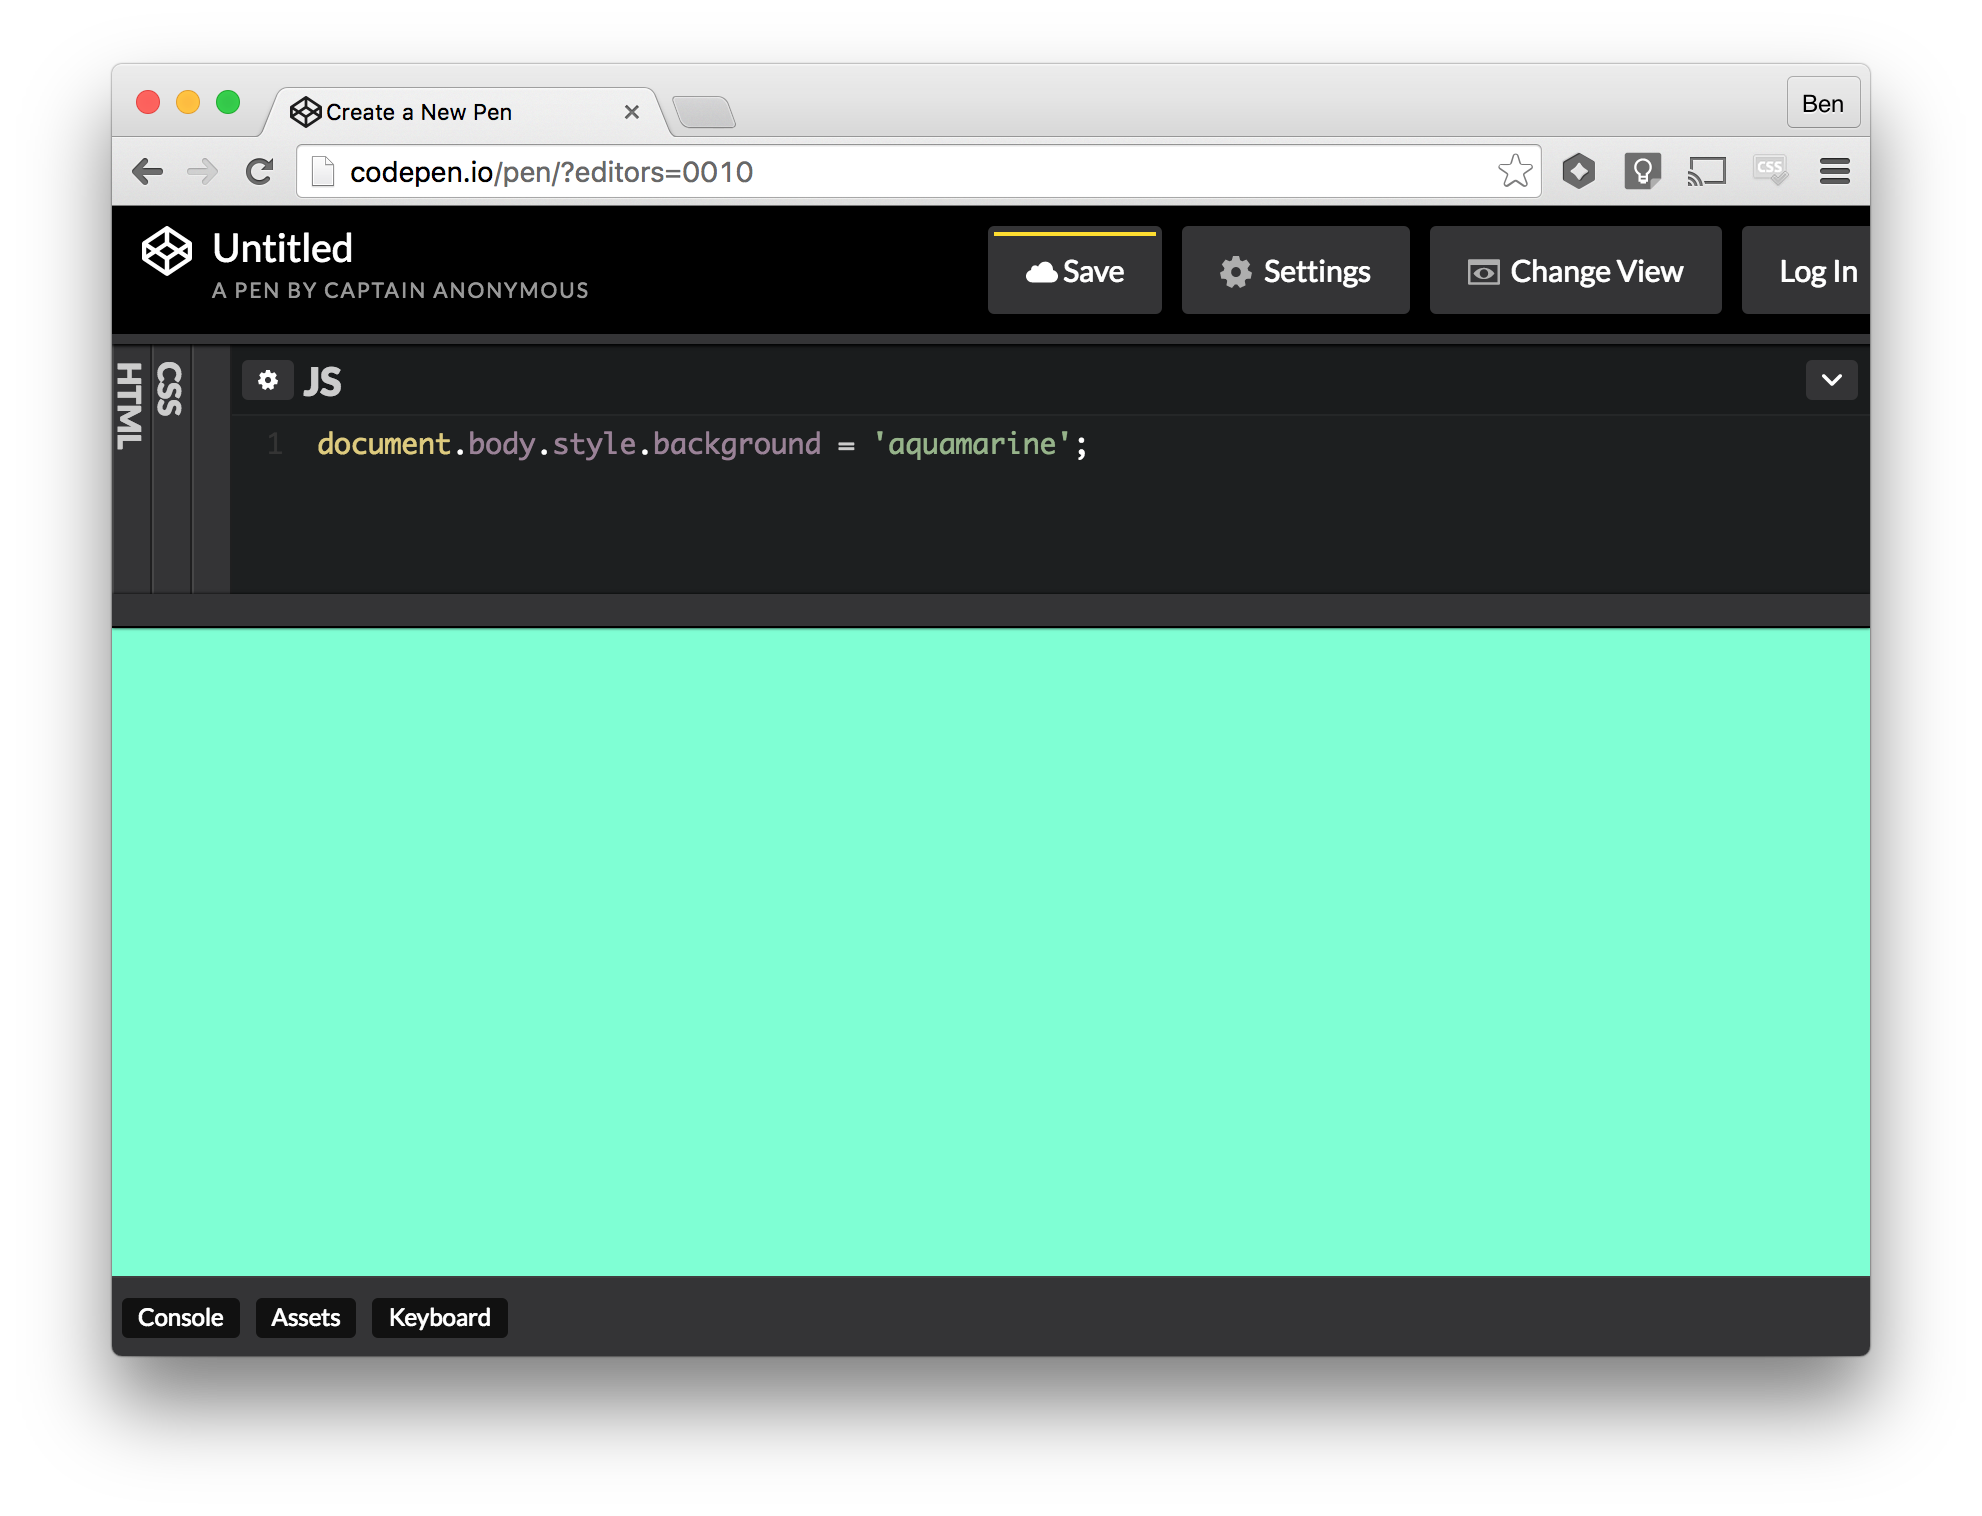 Create a New Pen
Ben
codepen.io/pen/?editors=0010
CSS
Untitled
A PEN BY CAPTAIN ANONYMOUS
Save
Settings
Change View
Log In
HTML
CSS
JS
1 document.body.style.background = 'aquamarine';
Console
Assets
Keyboard